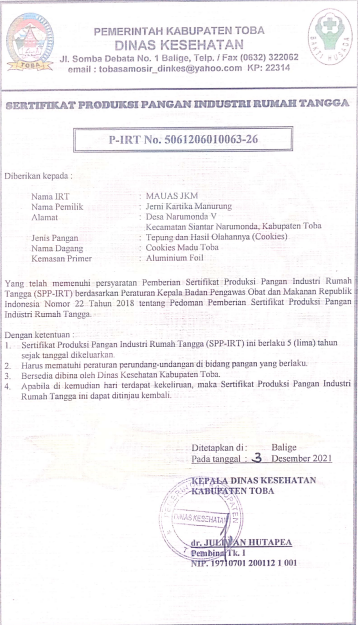 PEMERINTAH KABUPATEN TOBA
DINAS KESEHATAN
Jl. Somba Debata No. 1 Balige, Telp. / Fax (0632) 322062
email : tobasamosir_dinkes@yahoo.com KP: 22314
TOBA
BAKTI HUSADA
SERTIFIKAT PRODUKSI PANGAN INDUSTRI RUMAH TANGGA
P-IRT No. 5061206010063-26
Diberikan kepada :
Nama IRT : MAUAS JKM
Nama Pemilik : Jerni Kartika Manurung
Alamat : Desa Narumonda V
Kecamatan Siantar Narumonda, Kabupaten Toba
Jenis Pangan : Tepung dan Hasil Olahannya (Cookies)
Nama Dagang : Cookies Madu Toba
Kemasan Primer : Aluminium Foil
Yang telah memenuhi persyaratan Pemberian Sertifikat Produksi Pangan Industri Rumah
Tangga (SPP-IRT) berdasarkan Peraturan Kepala Badan Pengawas Obat dan Makanan Republik
Indonesia Nomor 22 Tahun 2018 tentang Pedoman Pemberian Sertifikat Produksi Pangan
Industri Rumah Tangga.
Dengan ketentuan :
1. Sertifikat Produksi Pangan Industri Rumah Tangga (SPP-IRT) ini berlaku 5 (lima) tahun
sejak tanggal dikeluarkan.
2. Harus mematuhi peraturan perundang-undangan di bidang pangan yang berlaku.
3. Bersedia dibina oleh Dinas Kesehatan Kabupaten Toba.
4. Apabila di kemudian hari terdapat kekeliruan, maka Sertifikat Produksi Pangan Industri
Rumah Tangga ini dapat ditinjau kembali.
Ditetapkan di : Balige
Pada tanggal : 3 Desember 2021
KEPALA DINAS KESEHATAN
KABUPATEN TOBA
DINAS KESEHATAN
dr. JULIWAN HUTAPEA
Pembina Tk. I
NIP. 19710701 200112 1 001